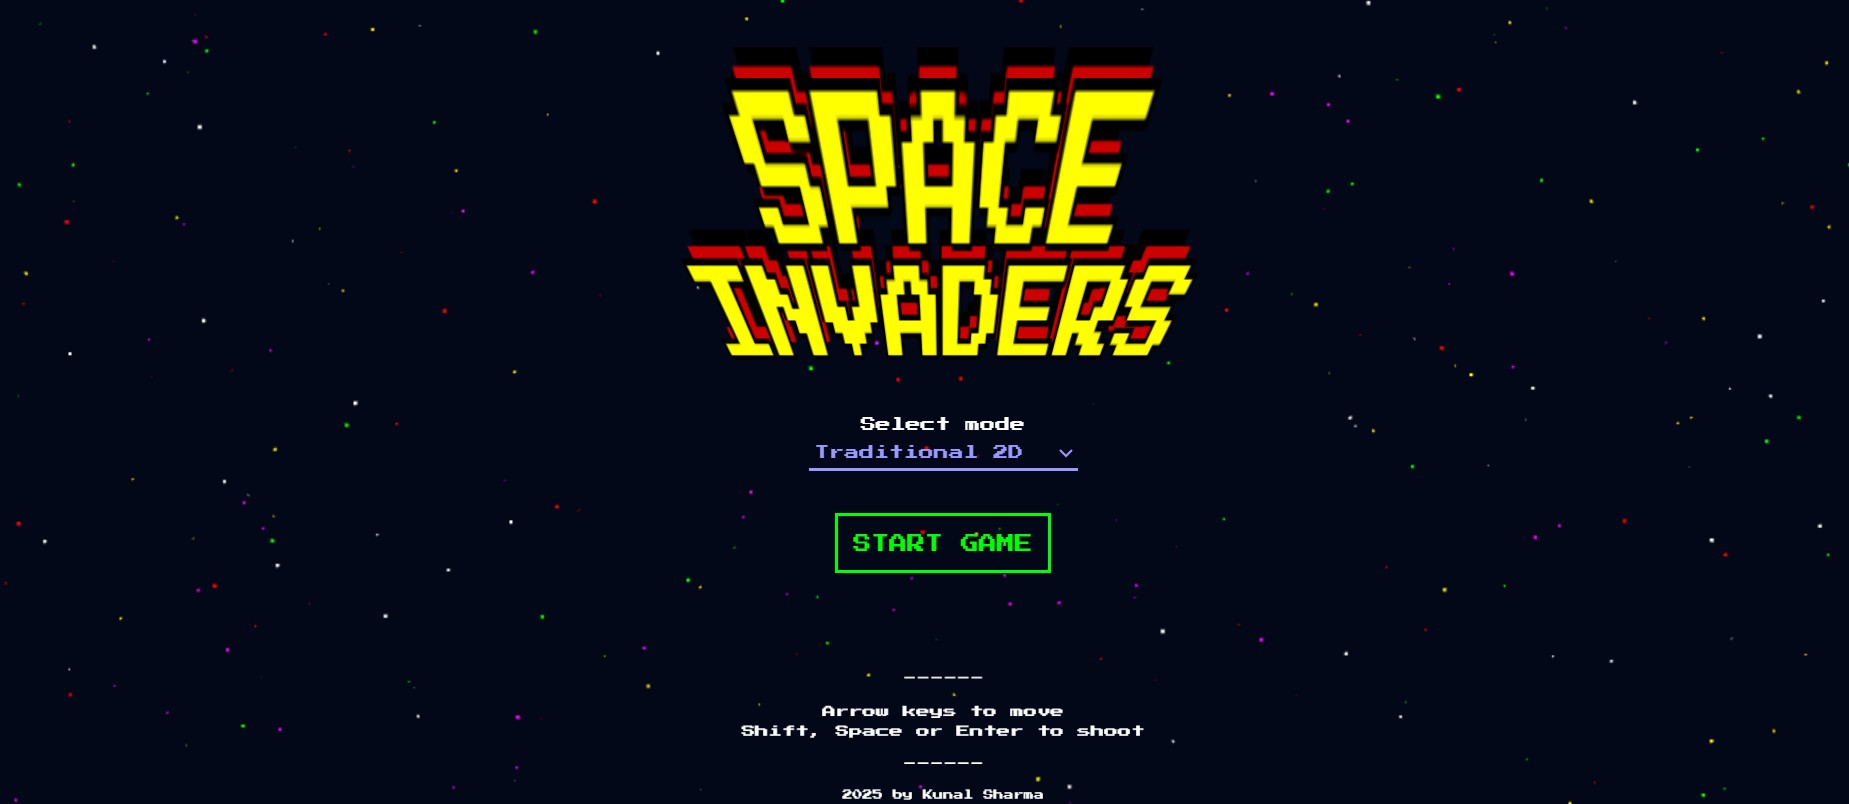 SPACE
INVADERS
Select mode
Traditional 2D
START GAME
------
Arrow keys to move
Shift, Space or Enter to shoot
------
2025 by Kunal Sharma